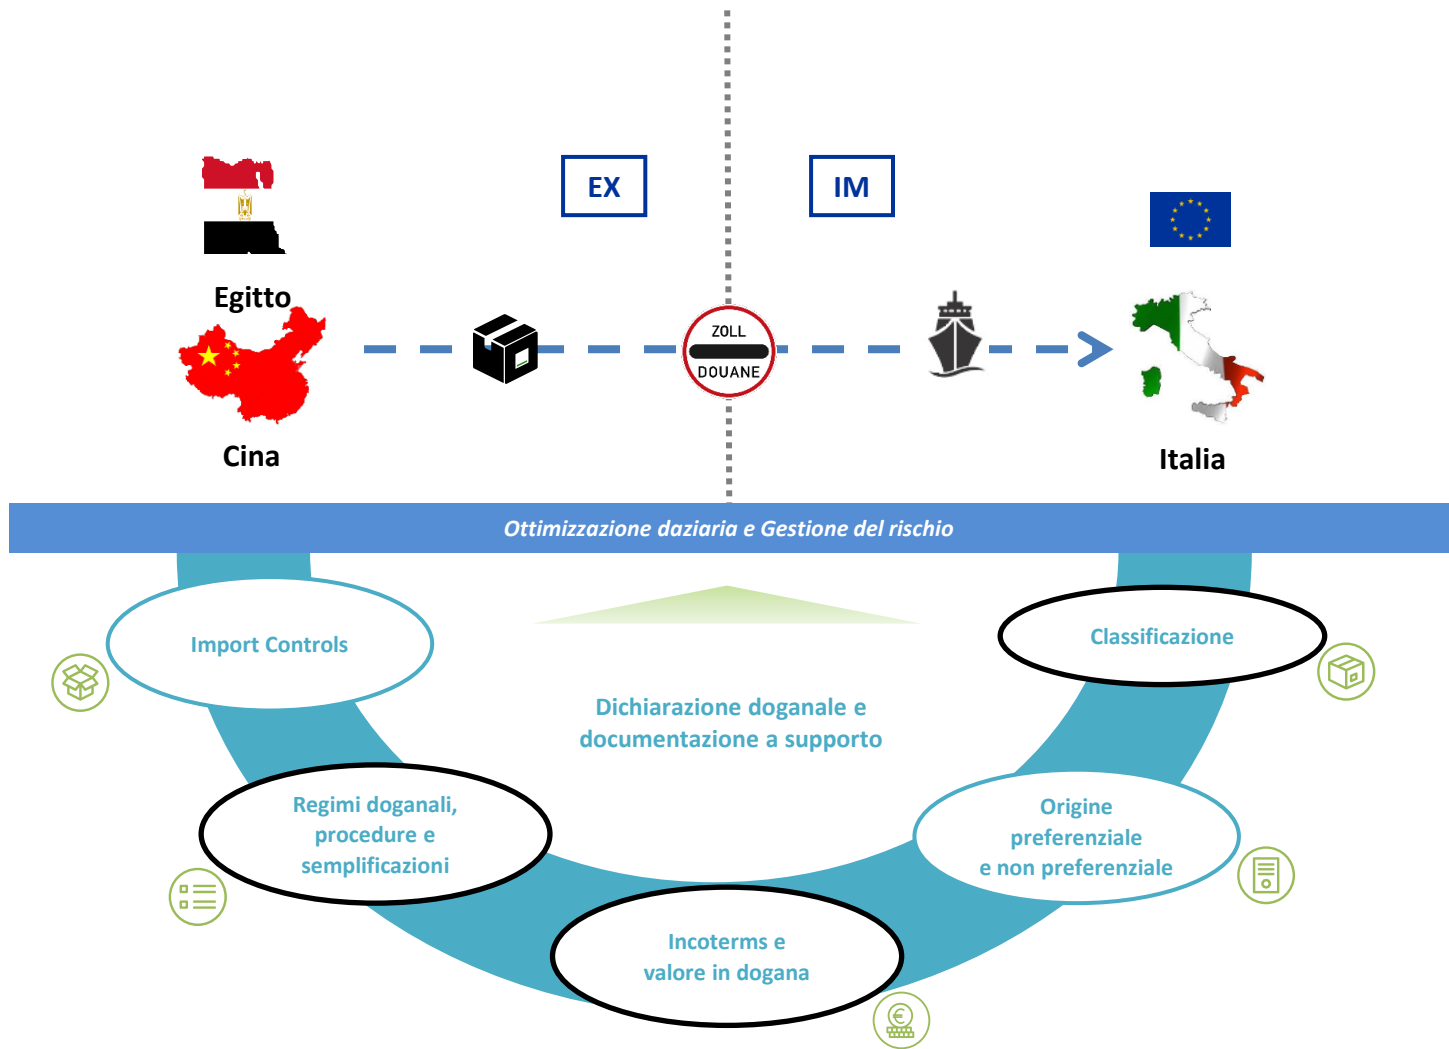 EX
IM
Egitto
ZOLL
DOUANE
Cina
Italia
Ottimizzazione daziaria e Gestione del rischio
Import Controls
Classificazione
Dichiarazione doganale e
documentazione a supporto
Regimi doganali,
procedure e
semplificazioni
Origine
preferenziale
e non preferenziale
Incoterms e
valore in dogana
€